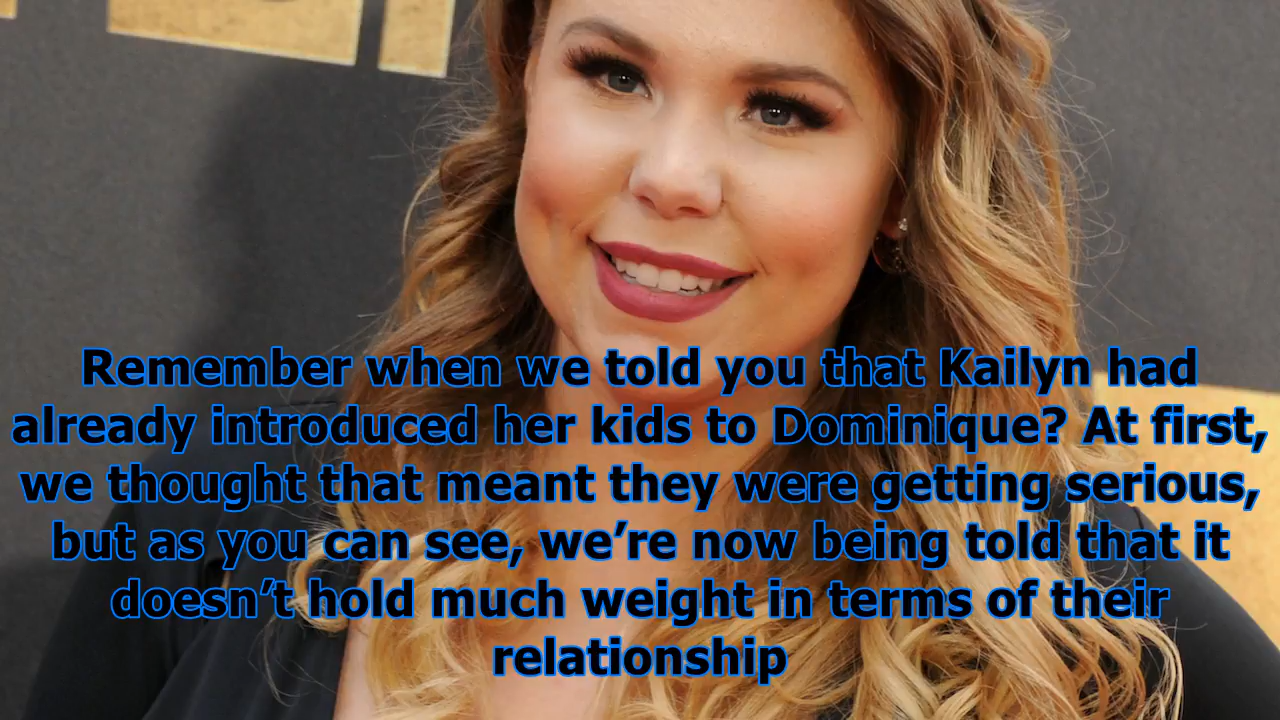 Remember when we told you that Kailyn had
already introduced her kids to Dominique? At first,
we thought that meant they were getting serious,
but as you can see, we’re now being told that it
doesn’t hold much weight in terms of their
relationship